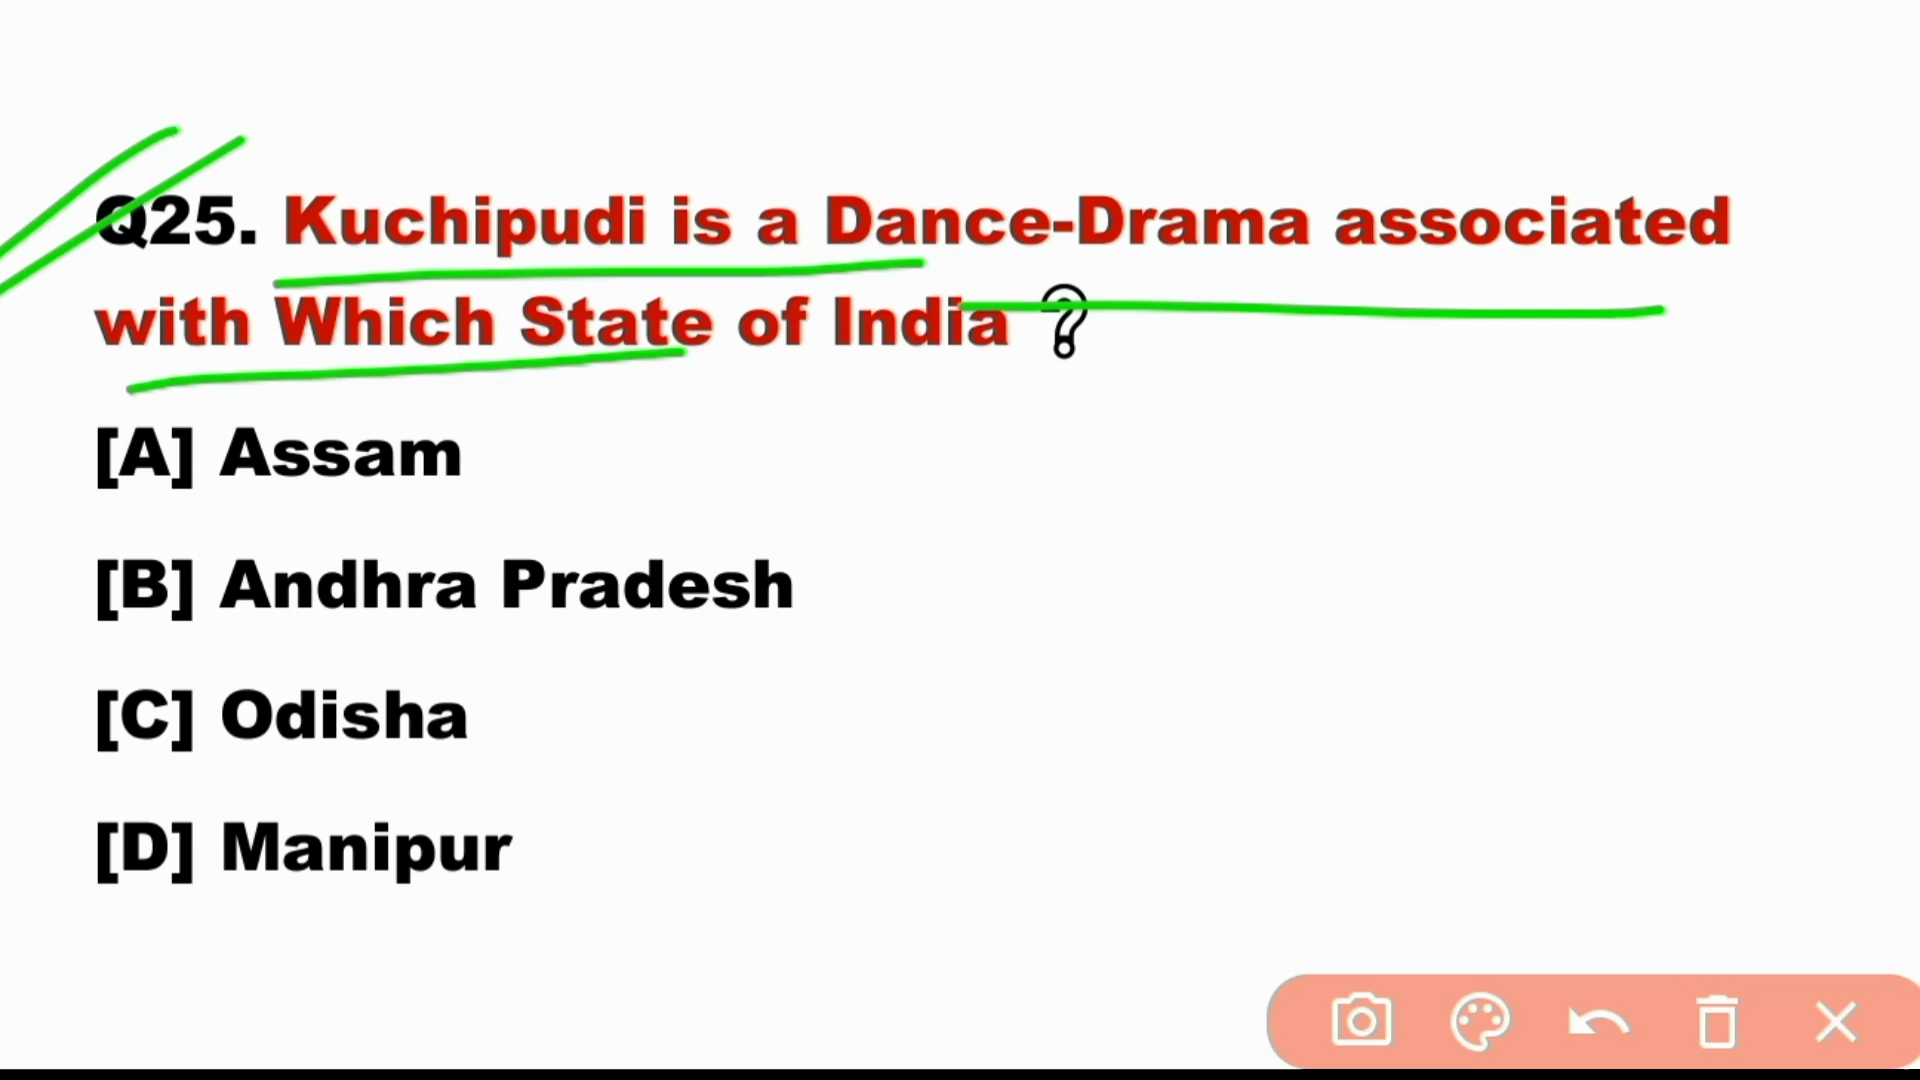 Q25. Kuchipudi is a Dance-Drama associated
with Which State of India ?
[A] Assam
[B] Andhra Pradesh
[C] Odisha
[D] Manipur